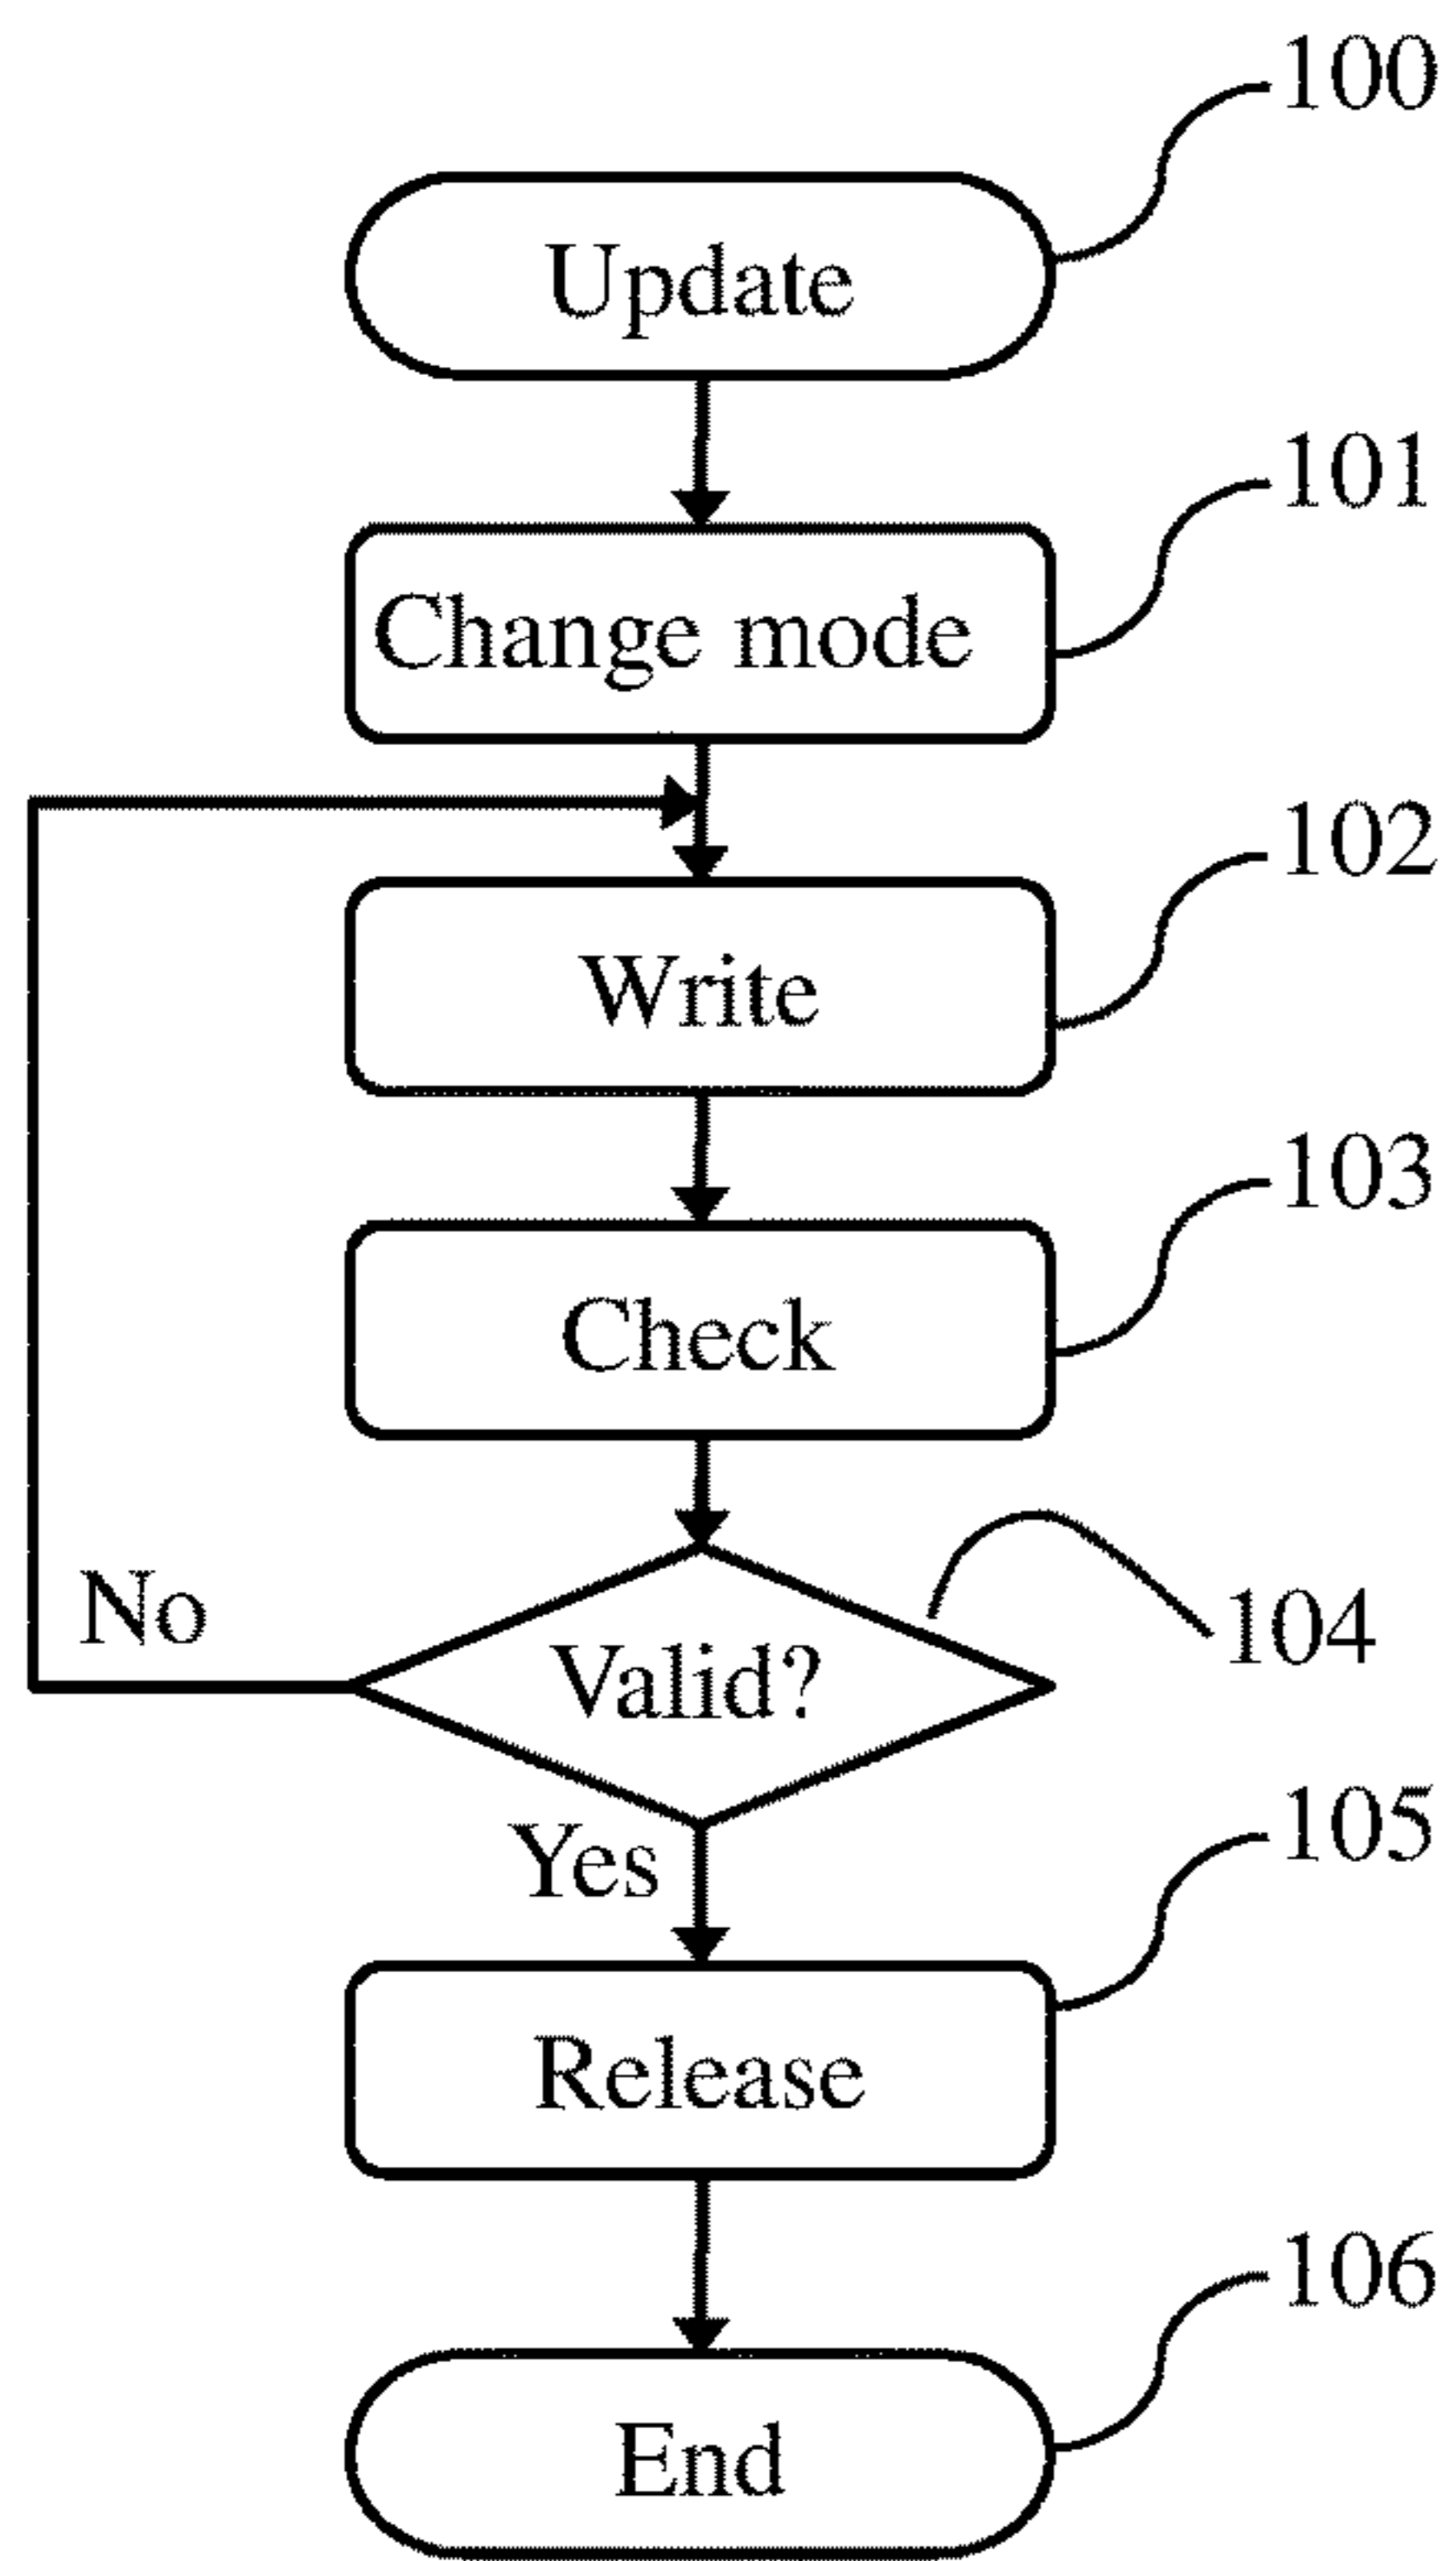 100
Update
101
Change mode
102
Write
103
Check
104
No
Valid?
105
Yes
Release
106
End